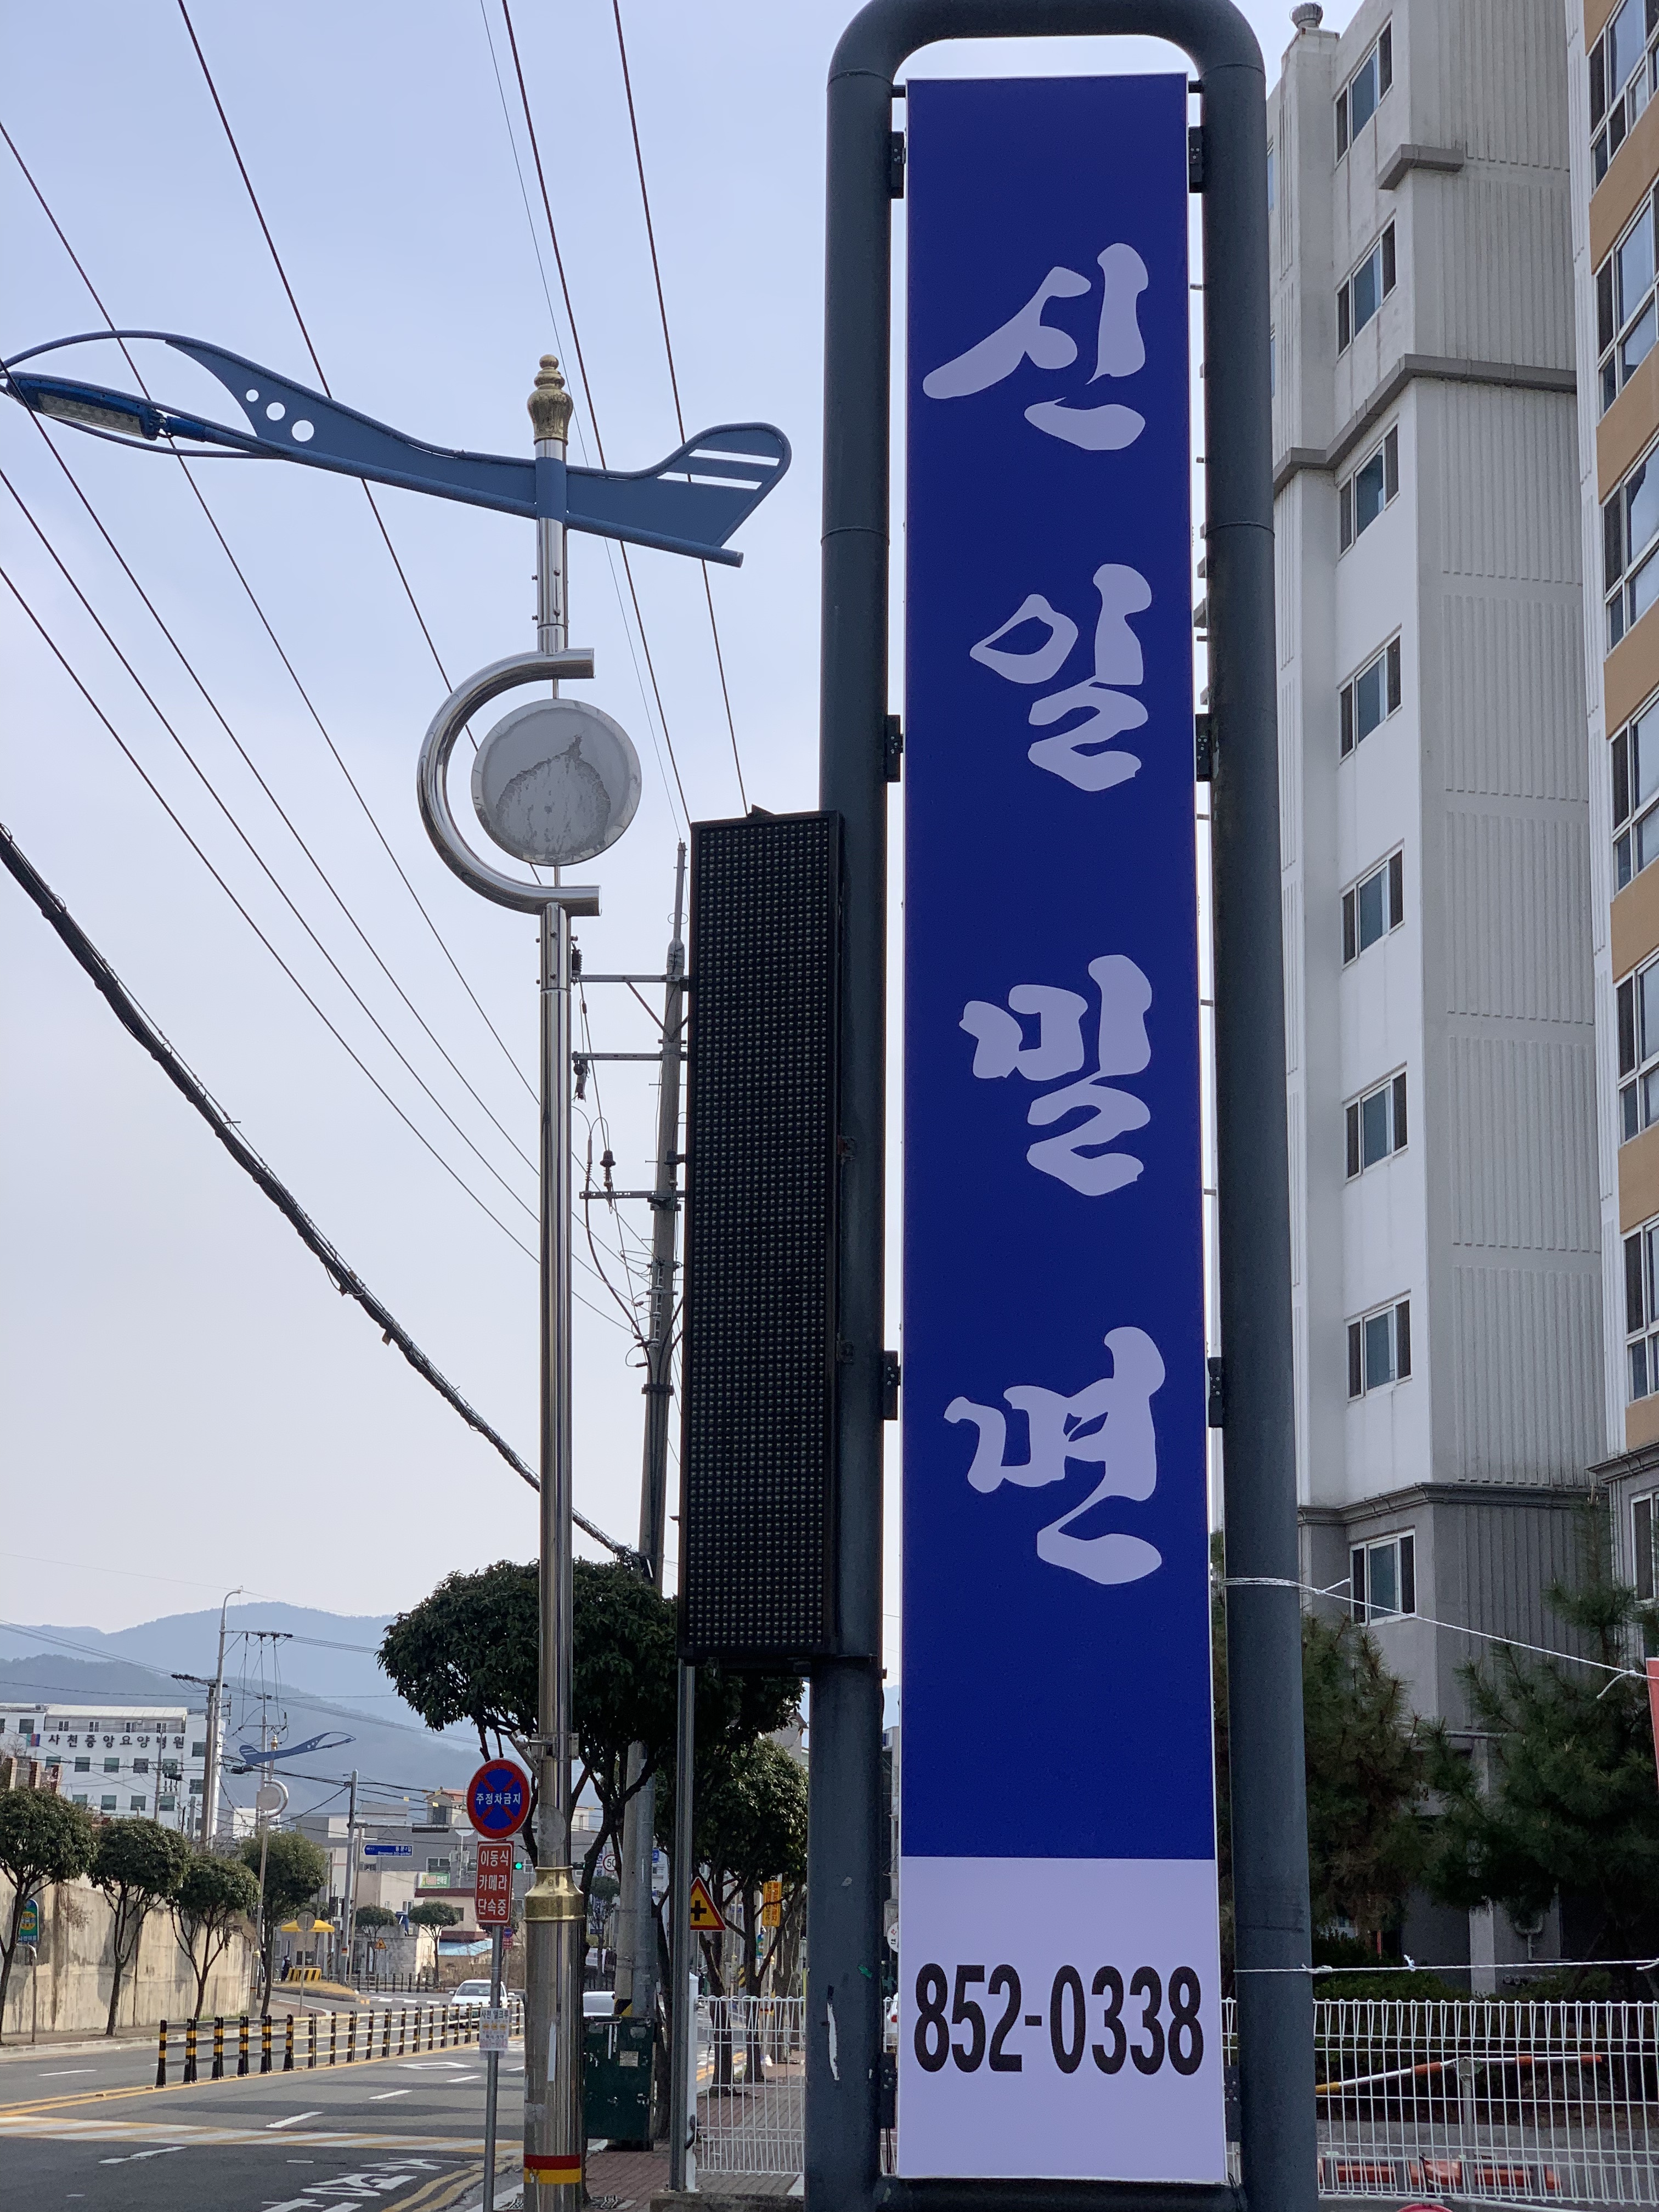 신일밀면
852-0338
사천중앙요양병원
주정차금지
이동식
카메라
단속중
50